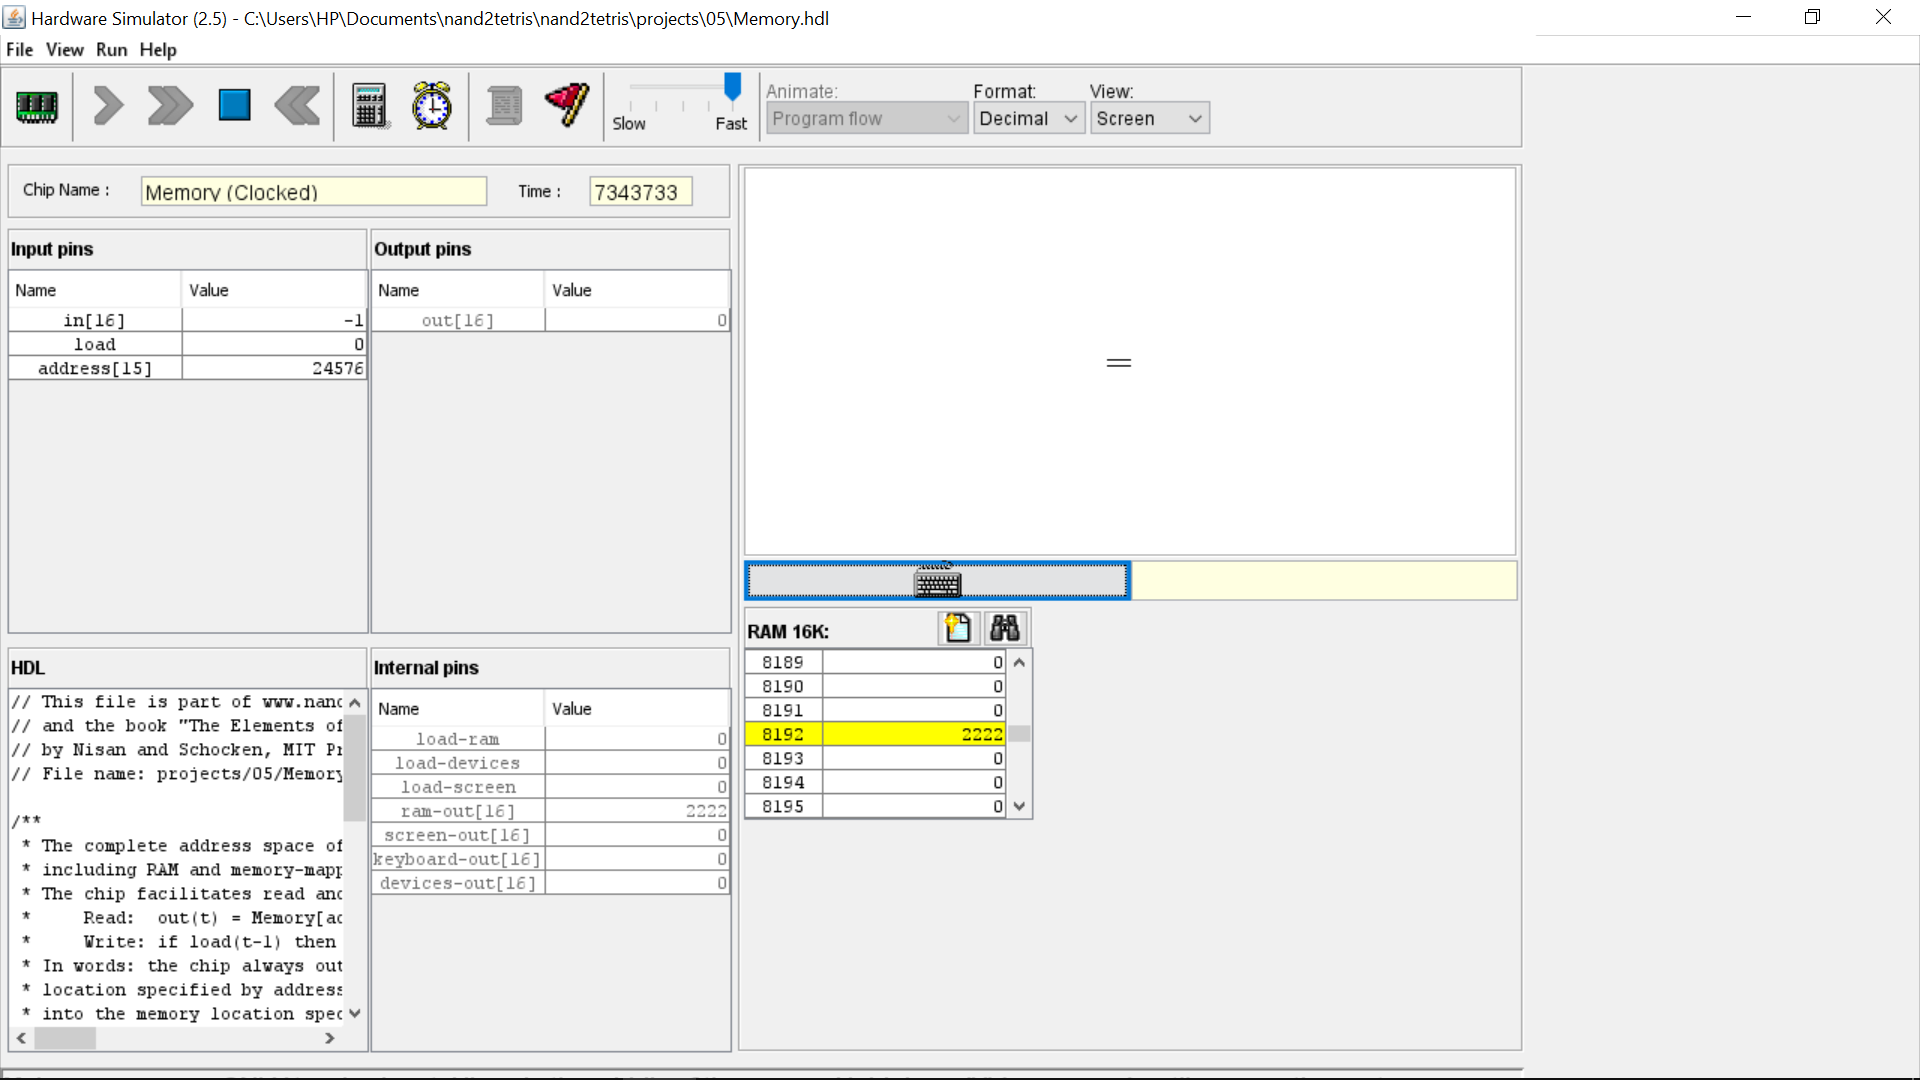 Hardware Simulator (2.5) - C:\Users\HP\Documents\nand2tetris\nand2tetris\projects\05\Memory.hdl
File View Run Help
Slow Fast
Animate: Format: View:
Program flow Decimal Screen
Chip Name : Memory (Clocked) Time : 7343733
Input pins
Name Value
in[16] -1
load 0
address[15] 24576
Output pins
Name Value
out[16] 0
HDL
// This file is part of www.nand
// and the book "The Elements of
// by Nisan and Schocken, MIT Pr
// File name: projects/05/Memory
/**
* The complete address space of
* including RAM and memory-mapp
* The chip facilitates read and
* Read: out(t) = Memory[ad
* Write: if load(t-1) then
* In words: the chip always out
* location specified by address
* into the memory location spec
Internal pins
Name Value
load-ram 0
load-devices 0
load-screen 0
ram-out[16] 2222
screen-out[16] 0
keyboard-out[16] 0
devices-out[16] 0
RAM 16K:
8189 0
8190 0
8191 0
8192 2222
8193 0
8194 0
8195 0